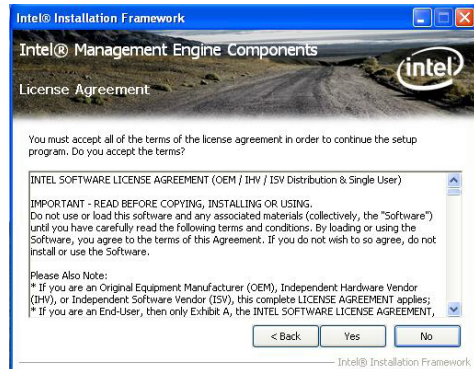 Intel® Installation Framework
Intel® Management Engine Components
intel
License Agreement
You must accept all of the terms of the license agreement in order to continue the setup
program. Do you accept the terms?
INTEL SOFTWARE LICENSE AGREEMENT (OEM / IHV / ISV Distribution & Single User)
IMPORTANT - READ BEFORE COPYING, INSTALLING OR USING.
Do not use or load this software and any associated materials (collectively, the "Software")
until you have carefully read the following terms and conditions. By loading or using the
Software, you agree to the terms of this Agreement. If you do not wish to so agree, do not
install or use the Software.
Please Also Note:
* If you are an Original Equipment Manufacturer (OEM), Independent Hardware Vendor
(IHV), or Independent Software Vendor (ISV), this complete LICENSE AGREEMENT applies;
* If you are an End-User, then only Exhibit A, the INTEL SOFTWARE LICENSE AGREEMENT,
< Back
Yes
No
Intel® Installation Framework